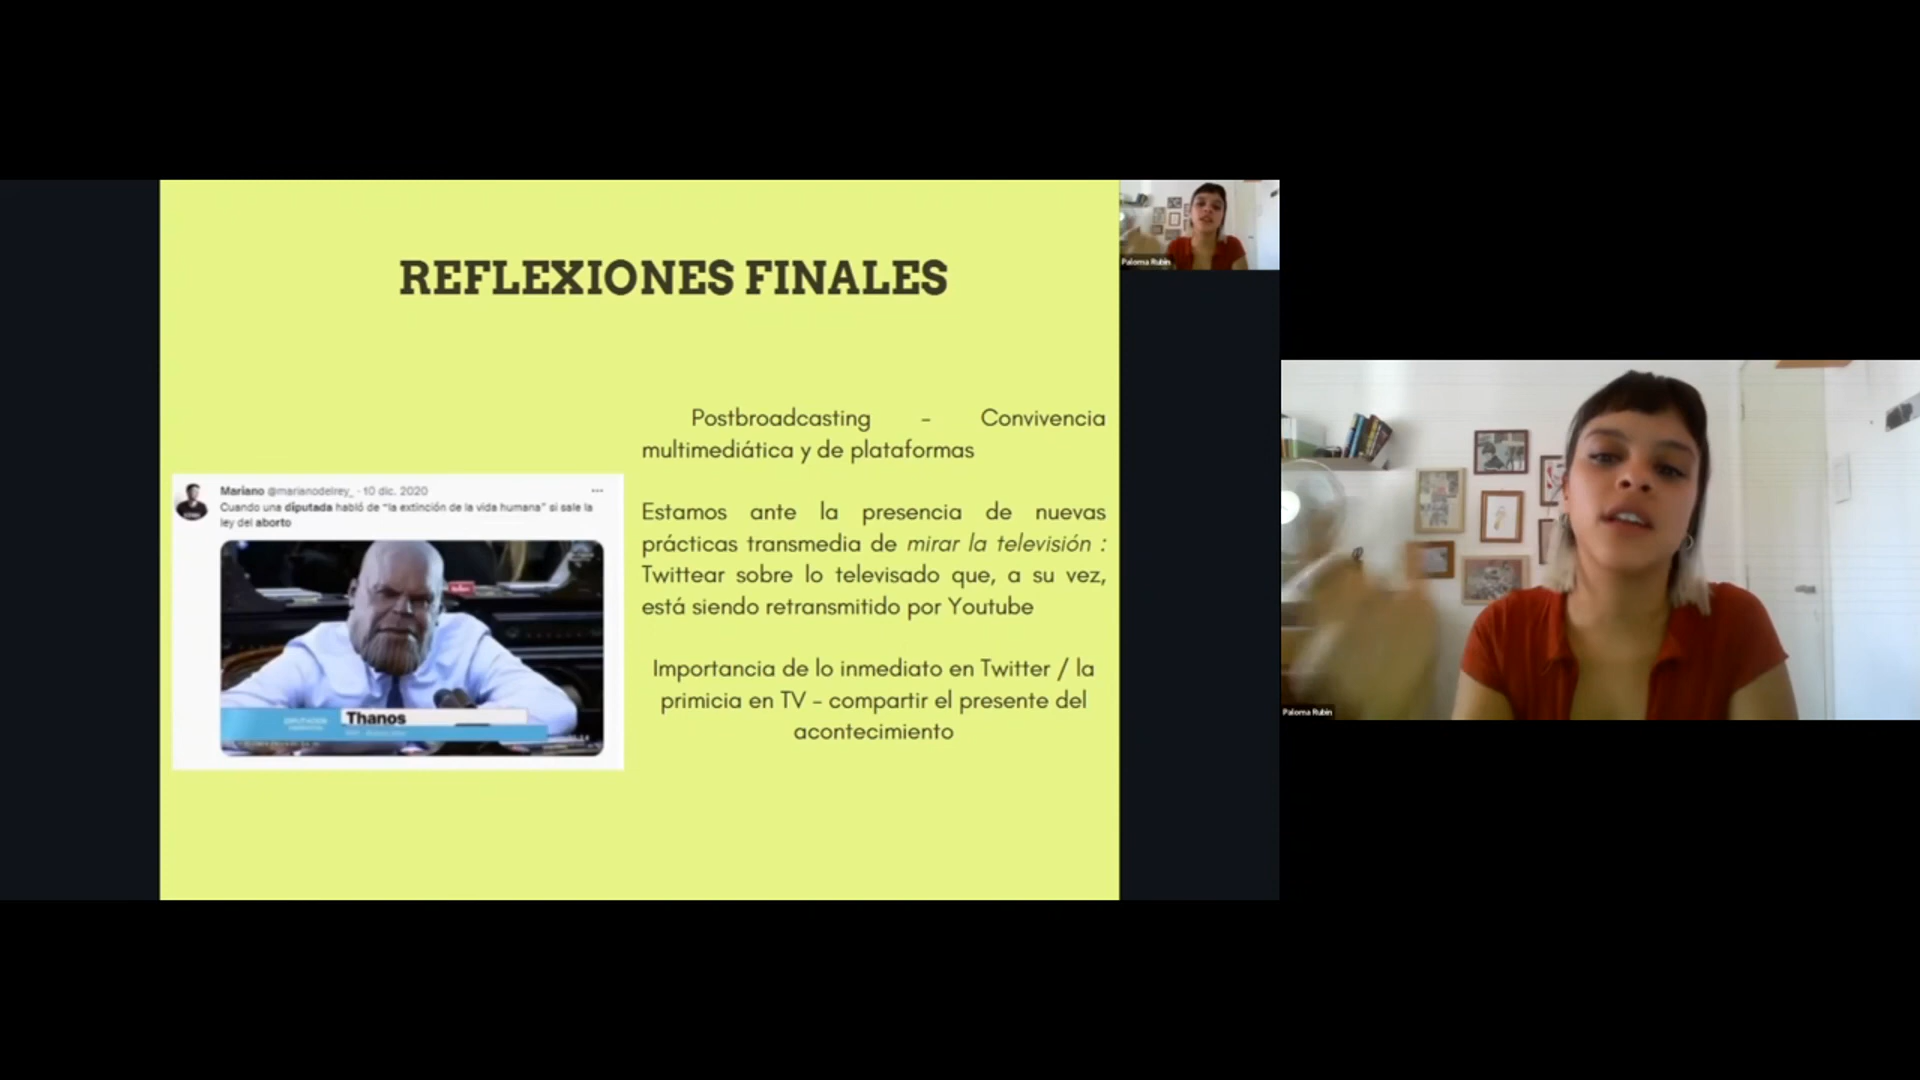 REFLEXIONES FINALES
Postbroadcasting - Convivencia
multimediática y de plataformas
Estamos ante la presencia de nuevas
prácticas transmedia de mirar la televisión :
Twittear sobre lo televisado que, a su vez,
está siendo retransmitido por Youtube
Importancia de lo inmediato en Twitter / la
primicia en TV - compartir el presente del
acontecimiento
Mariano @marianodelrey_ · 10 dic. 2020
Cuando una diputada habló de "la extinción de la vida humana" si sale la
ley del aborto
Thanos
Paloma Rubin
Paloma Rubin